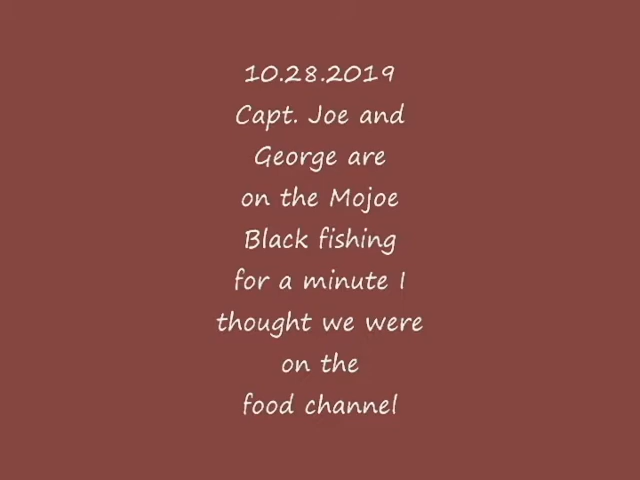 10.28.2019
Capt. Joe and
George are
on the Mojoe
Black fishing
for a minute I
thought we were
on the
food channel